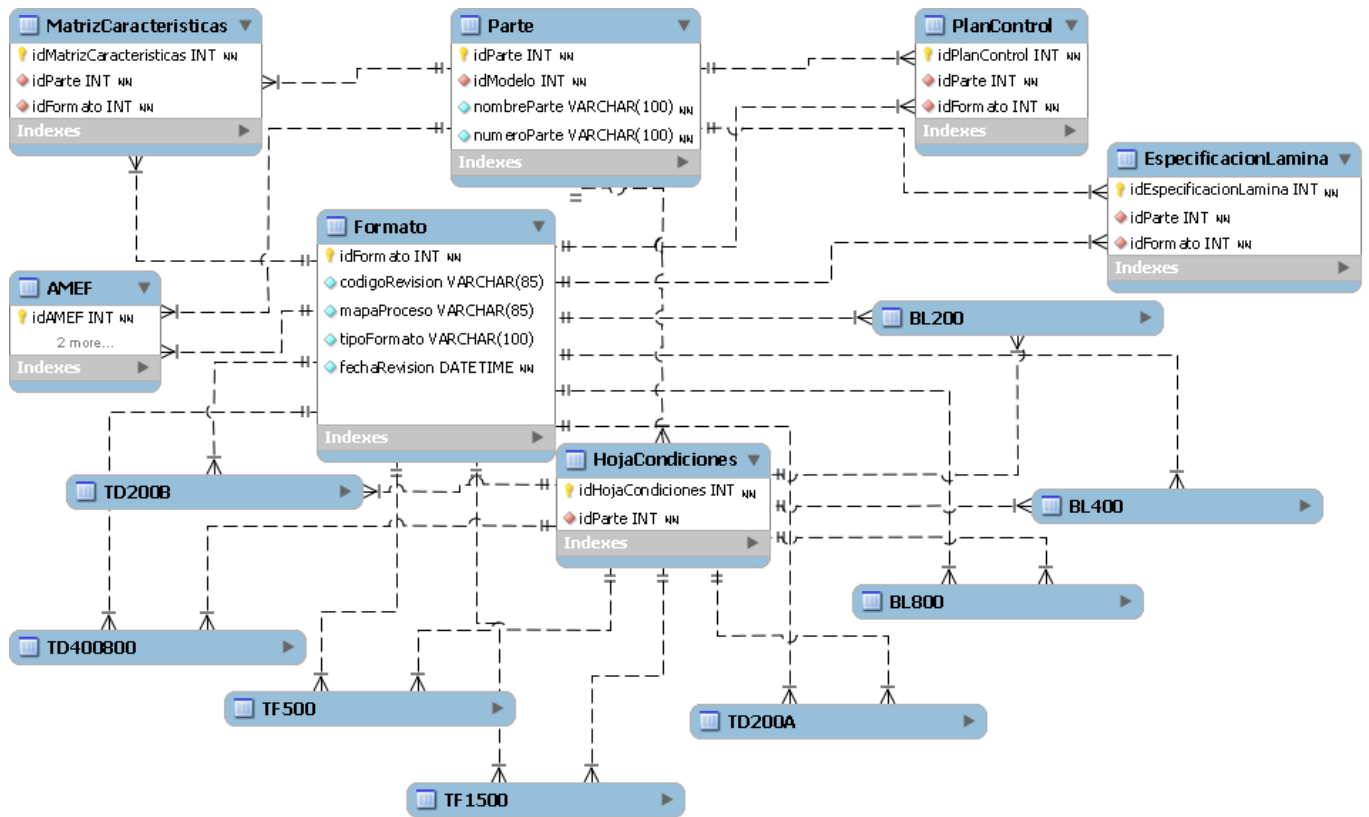 MatrizCaracteristicas
idMatrizCaracteristicas INT NN
idParte INT NN
idFormato INT NN
Indexes
Parte
idParte INT NN
idModelo INT NN
nombreParte VARCHAR(100) NN
numeroParte VARCHAR(100) NN
Indexes
PlanControl
idPlanControl INT NN
idParte INT NN
idFormato INT NN
Indexes
EspecificacionLamina
idEspecificacionLamina INT NN
idParte INT NN
idFormato INT NN
Indexes
Formato
idFormato INT NN
codigoRevision VARCHAR(85)
mapaProceso VARCHAR(85)
tipoFormato VARCHAR(100)
fechaRevision DATETIME NN
Indexes
AMEF
idAMEF INT NN
2 more...
Indexes
BL200
HojaCondiciones
idHojaCondiciones INT NN
idParte INT NN
Indexes
TD200B
BL400
BL800
TD400800
TF500
TD200A
TF1500